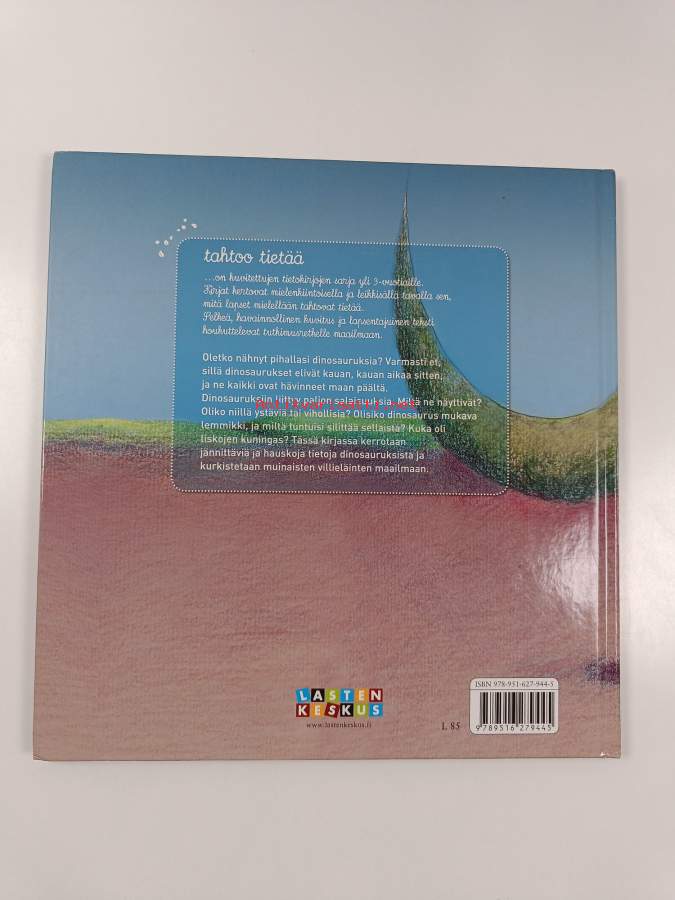 tahtoo tietää
...on kuvitettujen tietokirjojen sarja yli 3-vuotiaille.
Kirjat kertovat mielenkiintoisella ja leikkisällä tavalla sen,
mitä lapset mielellään tahtovat tietää.
Selkeä, havainnollinen kuvitus ja lapsentajuinen teksti
houkuttelevat tutkimusretkelle maailmaan.
Oletko nähnyt pihallasi dinosauruksia? Varmasti et,
sillä dinosaurukset elivät kauan, kauan aikaa sitten,
ja ne kaikki ovat hävinneet maan päältä.
Dinosauruksiin liittyy paljon salaisuuksia. Miltä ne näyttivät?
Oliko niillä ystäviä tai vihollisia? Olisiko dinosaurus mukava
lemmikki, ja miltä tuntuisi silittää sellaista? Kuka oli
liskojen kuningas? Tässä kirjassa kerrotaan
jännittäviä ja hauskoja tietoja dinosauruksista ja
kurkistetaan muinaisten villieläinten maailmaan.
LASTEN
KESKUS
www.lastenkeskus.fi
L 85
ISBN 978-951-627-944-5
9 789516 279445